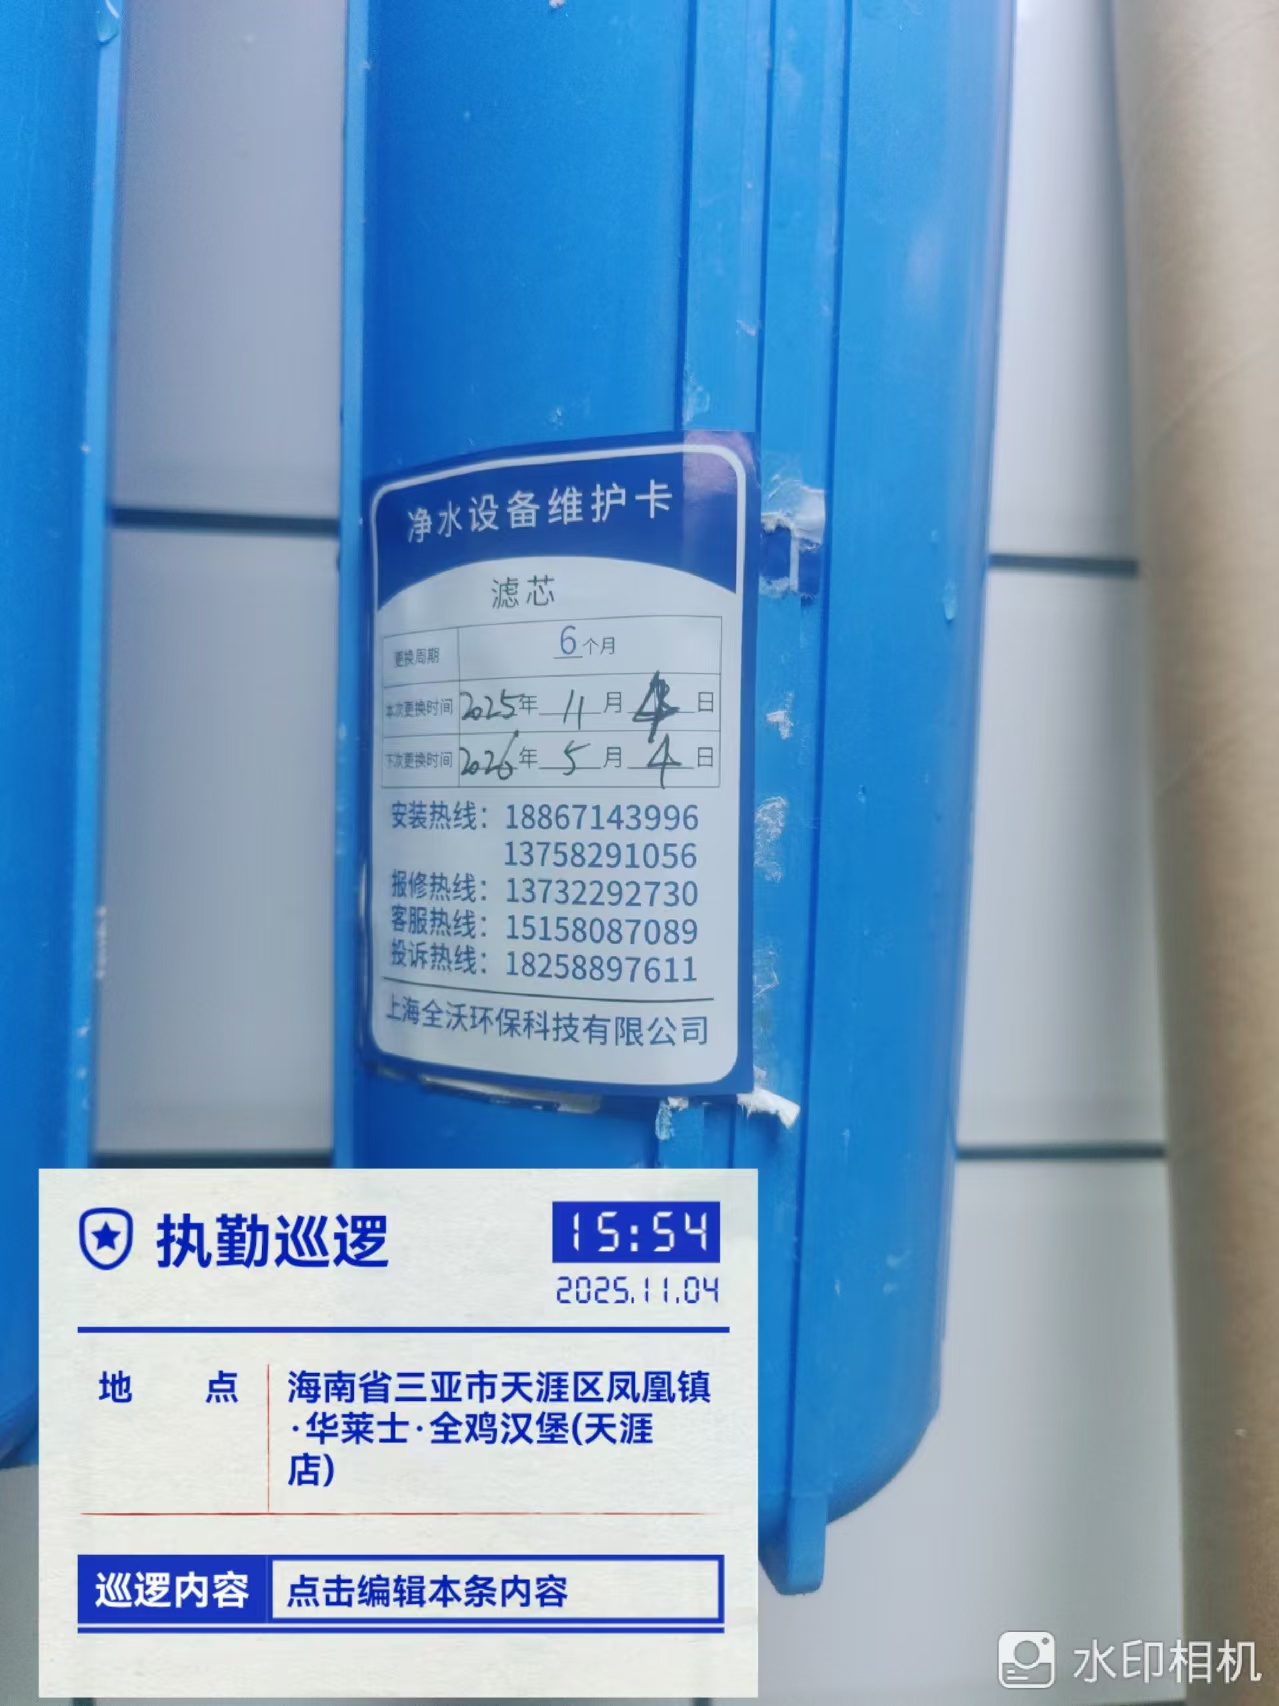 净水设备维护卡
滤芯
更换周期 6个月
本次更换时间 2025年11月4日
下次更换时间 2026年5月4日
安装热线：18867143996
13758291056
报修热线：13732292730
客服热线：15158087089
投诉热线：18258897611
上海全沃环保科技有限公司
执勤巡逻
15:54
2025.11.04
地点 海南省三亚市天涯区凤凰镇
·华莱士·全鸡汉堡(天涯
店)
巡逻内容 点击编辑本条内容
水印相机